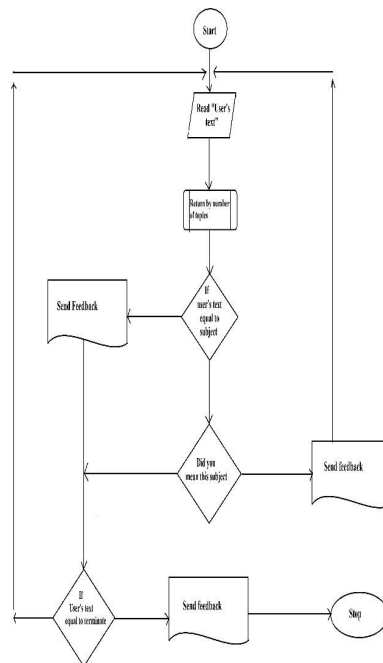 Start
Read "User's
text"
Return by number
of topics
If
user's text
equal to
subject
Send Feedback
Did you
mean this subject
Send feedback
If
User's text
equal to terminate
Send feedback
Stop